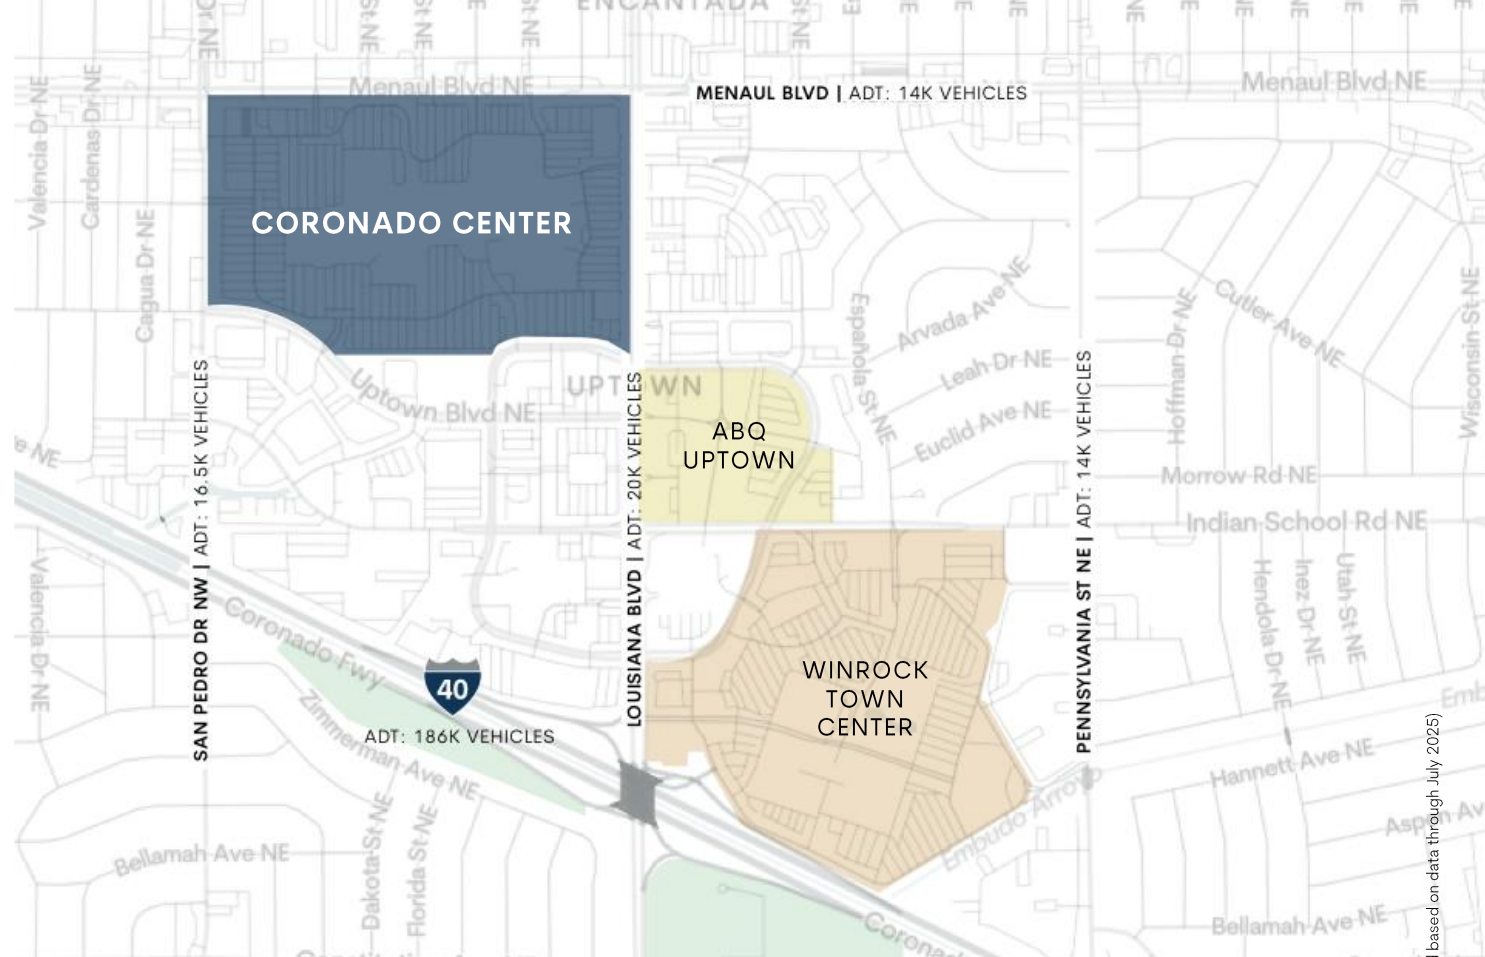 ENCANTADA
Menaul Blvd NE
MENAUL BLVD | ADT: 14K VEHICLES
Menaul Blvd NE
Valencia Dr NE
Cardenas Dr NE
Cagua Dr NE
CORONADO CENTER
Española St NE
Arvada Ave NE
Leah Dr NE
Euclid Ave NE
Hoffman Dr NE
Cutler Ave NE
Wisconsin St NE
Uptown Blvd NE
UPTOWN
ABQ
UPTOWN
SAN PEDRO DR NW | ADT: 16.5K VEHICLES
LOUISIANA BLVD | ADT: 20K VEHICLES
PENNSYLVANIA ST NE | ADT: 14K VEHICLES
Morrow Rd NE
Indian School Rd NE
Valencia Dr NE
Coronado Fwy
40
ADT: 186K VEHICLES
Zimmerman Ave NE
WINROCK
TOWN
CENTER
Hendola Dr NE
Inez Dr NE
Utah St NE
Hannett Ave NE
Embudo Arroyo
Bellamah Ave NE
Dakota St NE
Florida St NE
Bellamah Ave NE
based on data through July 2025)